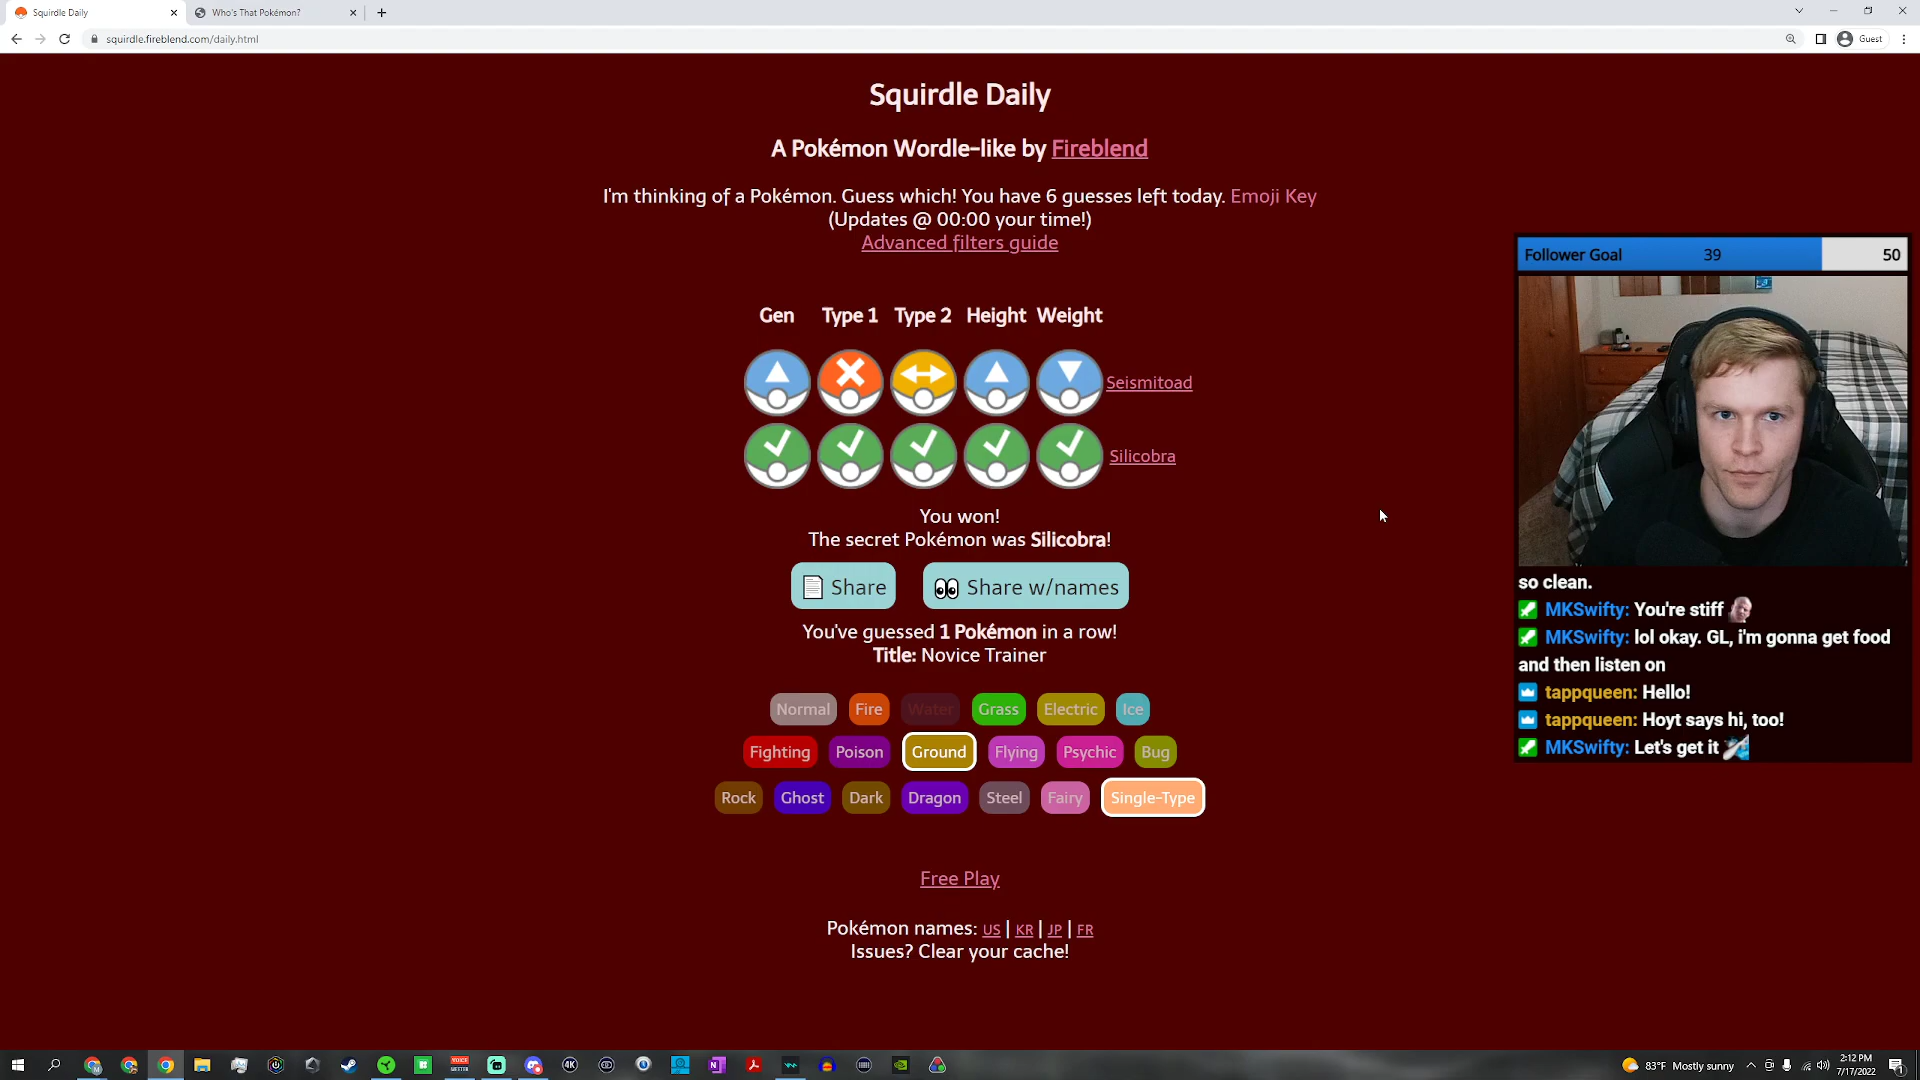 Squirdle Daily
Who's That Pokémon?
squirdle.fireblend.com/daily.html
Guest
Squirdle Daily
A Pokémon Wordle-like by Fireblend
I'm thinking of a Pokémon. Guess which! You have 6 guesses left today. Emoji Key
(Updates @ 00:00 your time!)
Advanced filters guide
Gen Type 1 Type 2 Height Weight
Seismitoad
Silicobra
You won!
The secret Pokémon was Silicobra!
Share Share w/names
You've guessed 1 Pokémon in a row!
Title: Novice Trainer
Normal Fire Water Grass Electric Ice
Fighting Poison Ground Flying Psychic Bug
Rock Ghost Dark Dragon Steel Fairy Single-Type
Free Play
Pokémon names: US | KR | JP | FR
Issues? Clear your cache!
Follower Goal 39 50
so clean.
MKSwifty: You're stiff
MKSwifty: lol okay. GL, i'm gonna get food
and then listen on
tappqueen: Hello!
tappqueen: Hoyt says hi, too!
MKSwifty: Let's get it
4K
83°F Mostly sunny
2:12 PM
7/17/2022